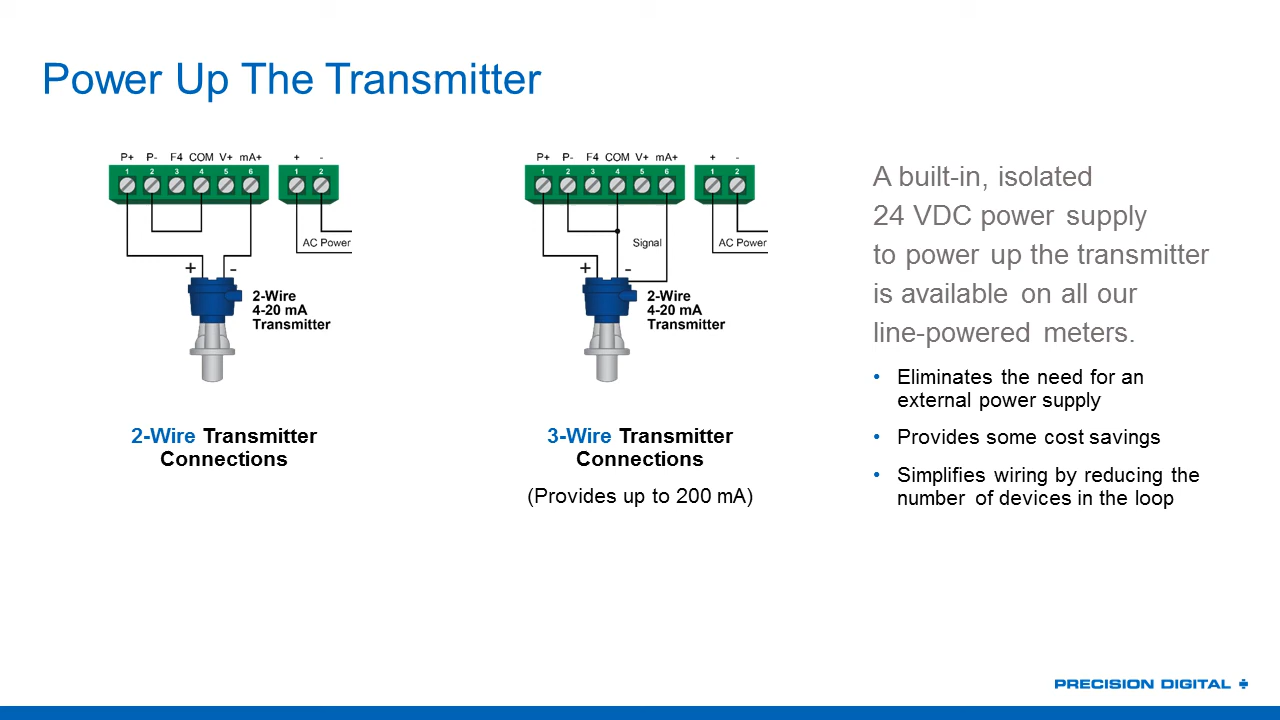 Power Up The Transmitter
P+ P- F4 COM V+ mA+ + -
1 2 3 4 5 6 1 2
AC Power
+ -
2-Wire
4-20 mA
Transmitter
2-Wire Transmitter
Connections
P+ P- F4 COM V+ mA+ + -
1 2 3 4 5 6 1 2
Signal AC Power
+ -
2-Wire
4-20 mA
Transmitter
3-Wire Transmitter
Connections
(Provides up to 200 mA)
A built-in, isolated
24 VDC power supply
to power up the transmitter
is available on all our
line-powered meters.
• Eliminates the need for an
external power supply
• Provides some cost savings
• Simplifies wiring by reducing the
number of devices in the loop
PRECISION DIGITAL